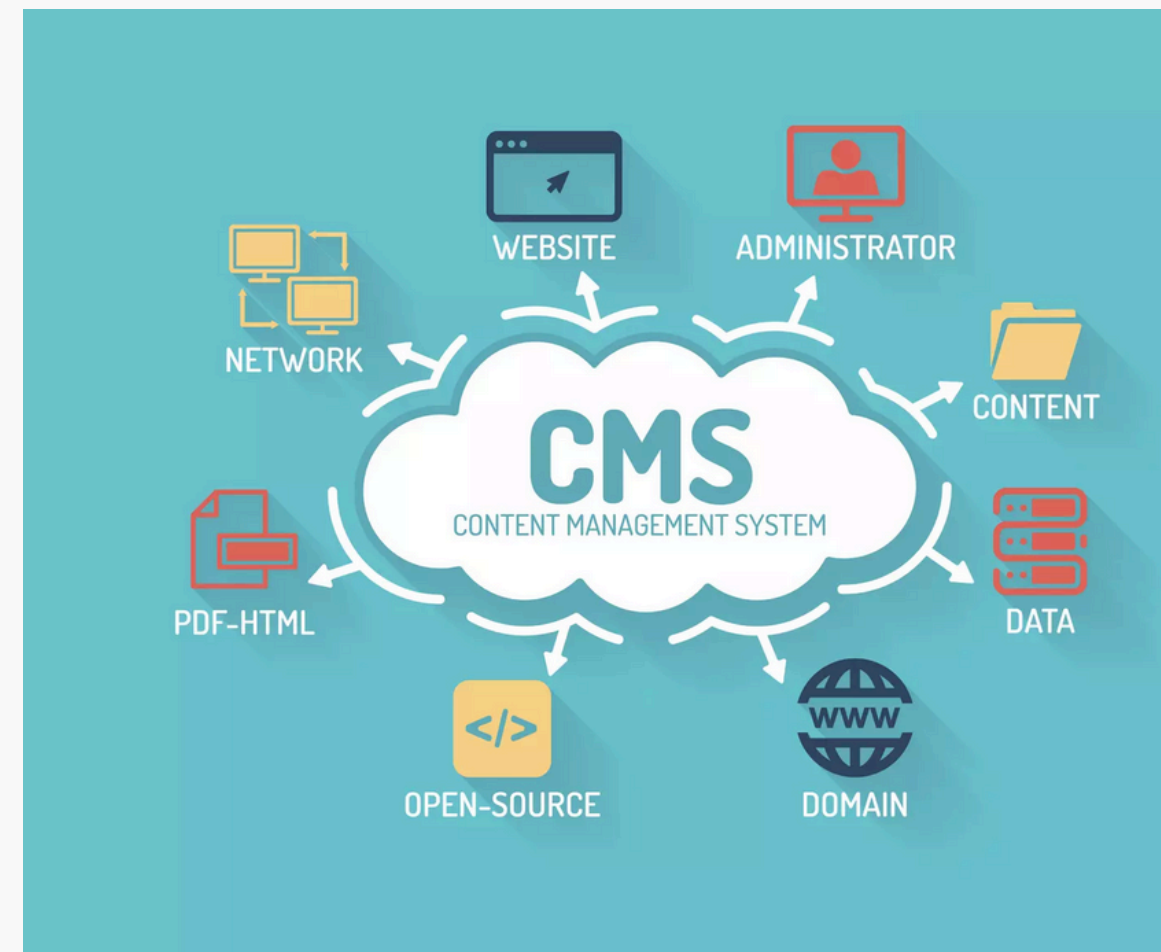 WEBSITE
ADMINISTRATOR
NETWORK
CONTENT
CMS
CONTENT MANAGEMENT SYSTEM
PDF-HTML
DATA
</>
WWW
OPEN-SOURCE
DOMAIN